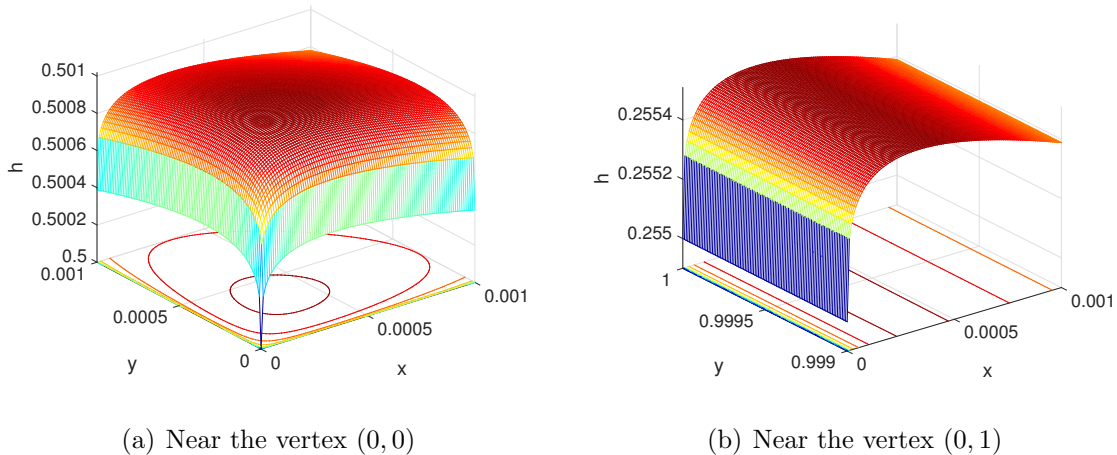 0.501
0.5008
0.5006
0.5004
0.5002
0.5
h
0.001
0.0005
0
y
0
0.0005
0.001
x
(a) Near the vertex (0, 0)
0.2554
0.2552
0.255
h
1
0.9995
0.999
y
0
0.0005
0.001
x
(b) Near the vertex (0, 1)